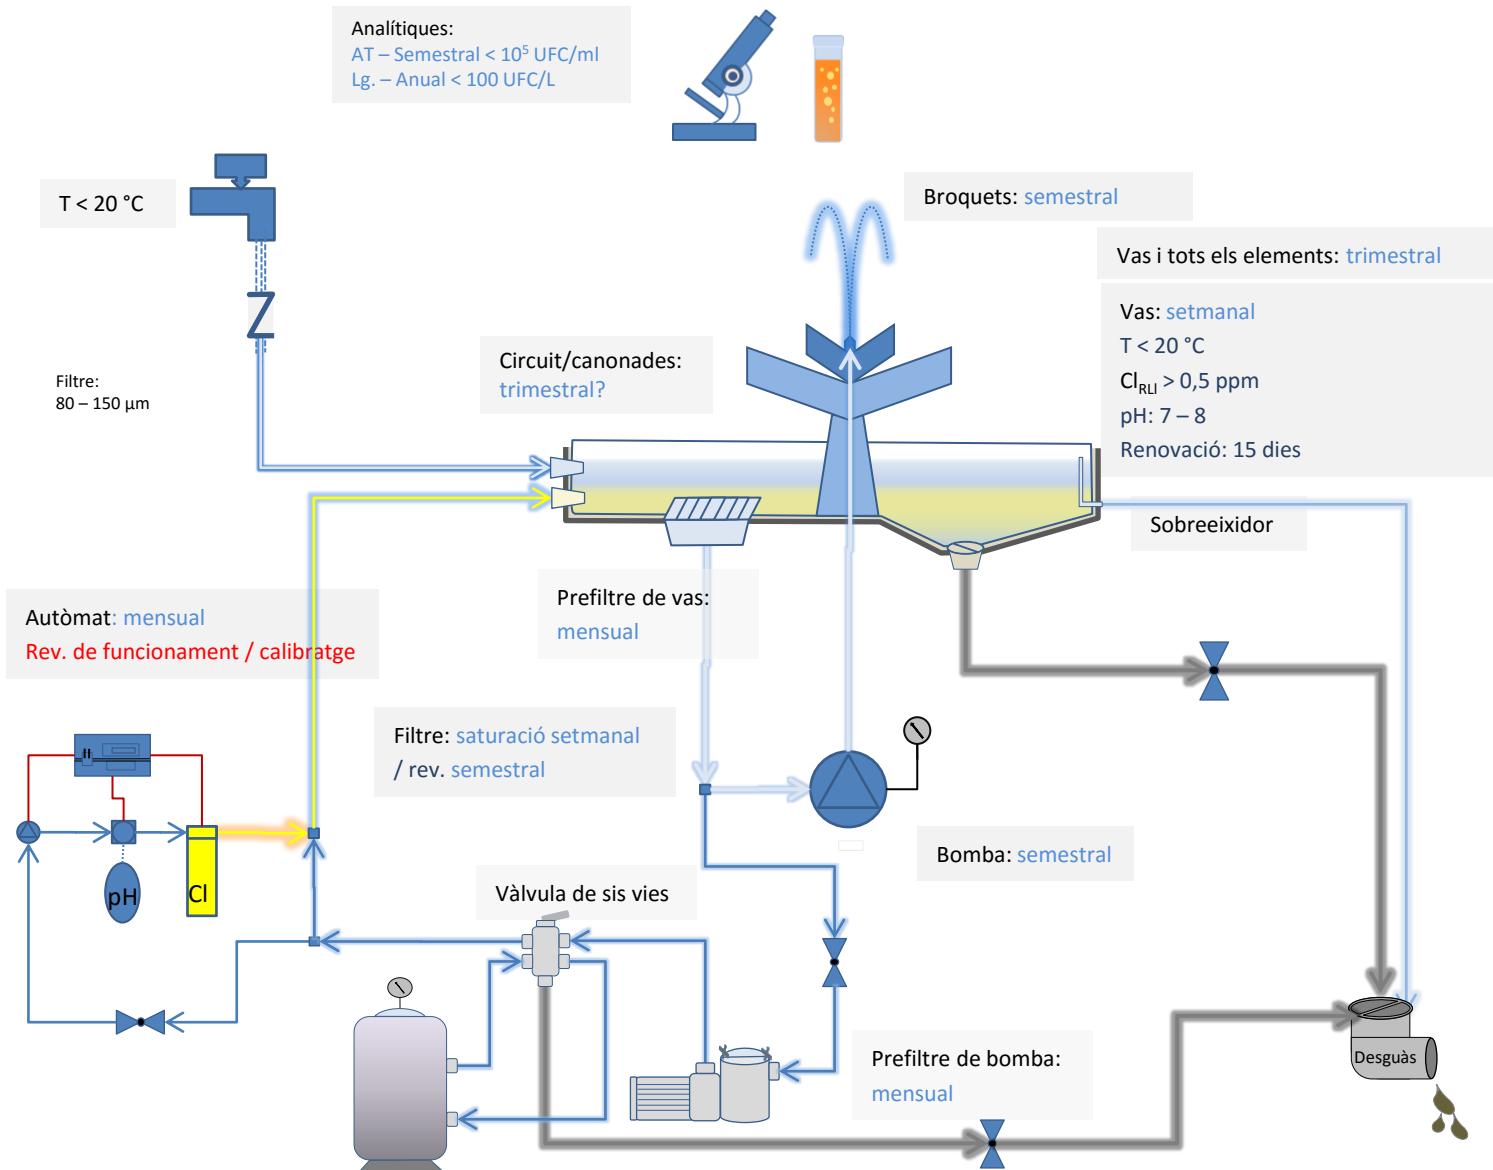 Analítiques:
AT – Semestral < 10⁵ UFC/ml
Lg. – Anual < 100 UFC/L
T < 20 °C
Broquets: semestral
Vas i tots els elements: trimestral
Vas: setmanal
T < 20 °C
Cl_RLI > 0,5 ppm
pH: 7 – 8
Renovació: 15 dies
Circuit/canonades:
trimestral?
Filtre:
80 – 150 µm
Sobreeixidor
Prefiltre de vas:
mensual
Autòmat: mensual
Rev. de funcionament / calibratge
Filtre: saturació setmanal
/ rev. semestral
Bomba: semestral
pH
Cl
Vàlvula de sis vies
Prefiltre de bomba:
mensual
Desguàs